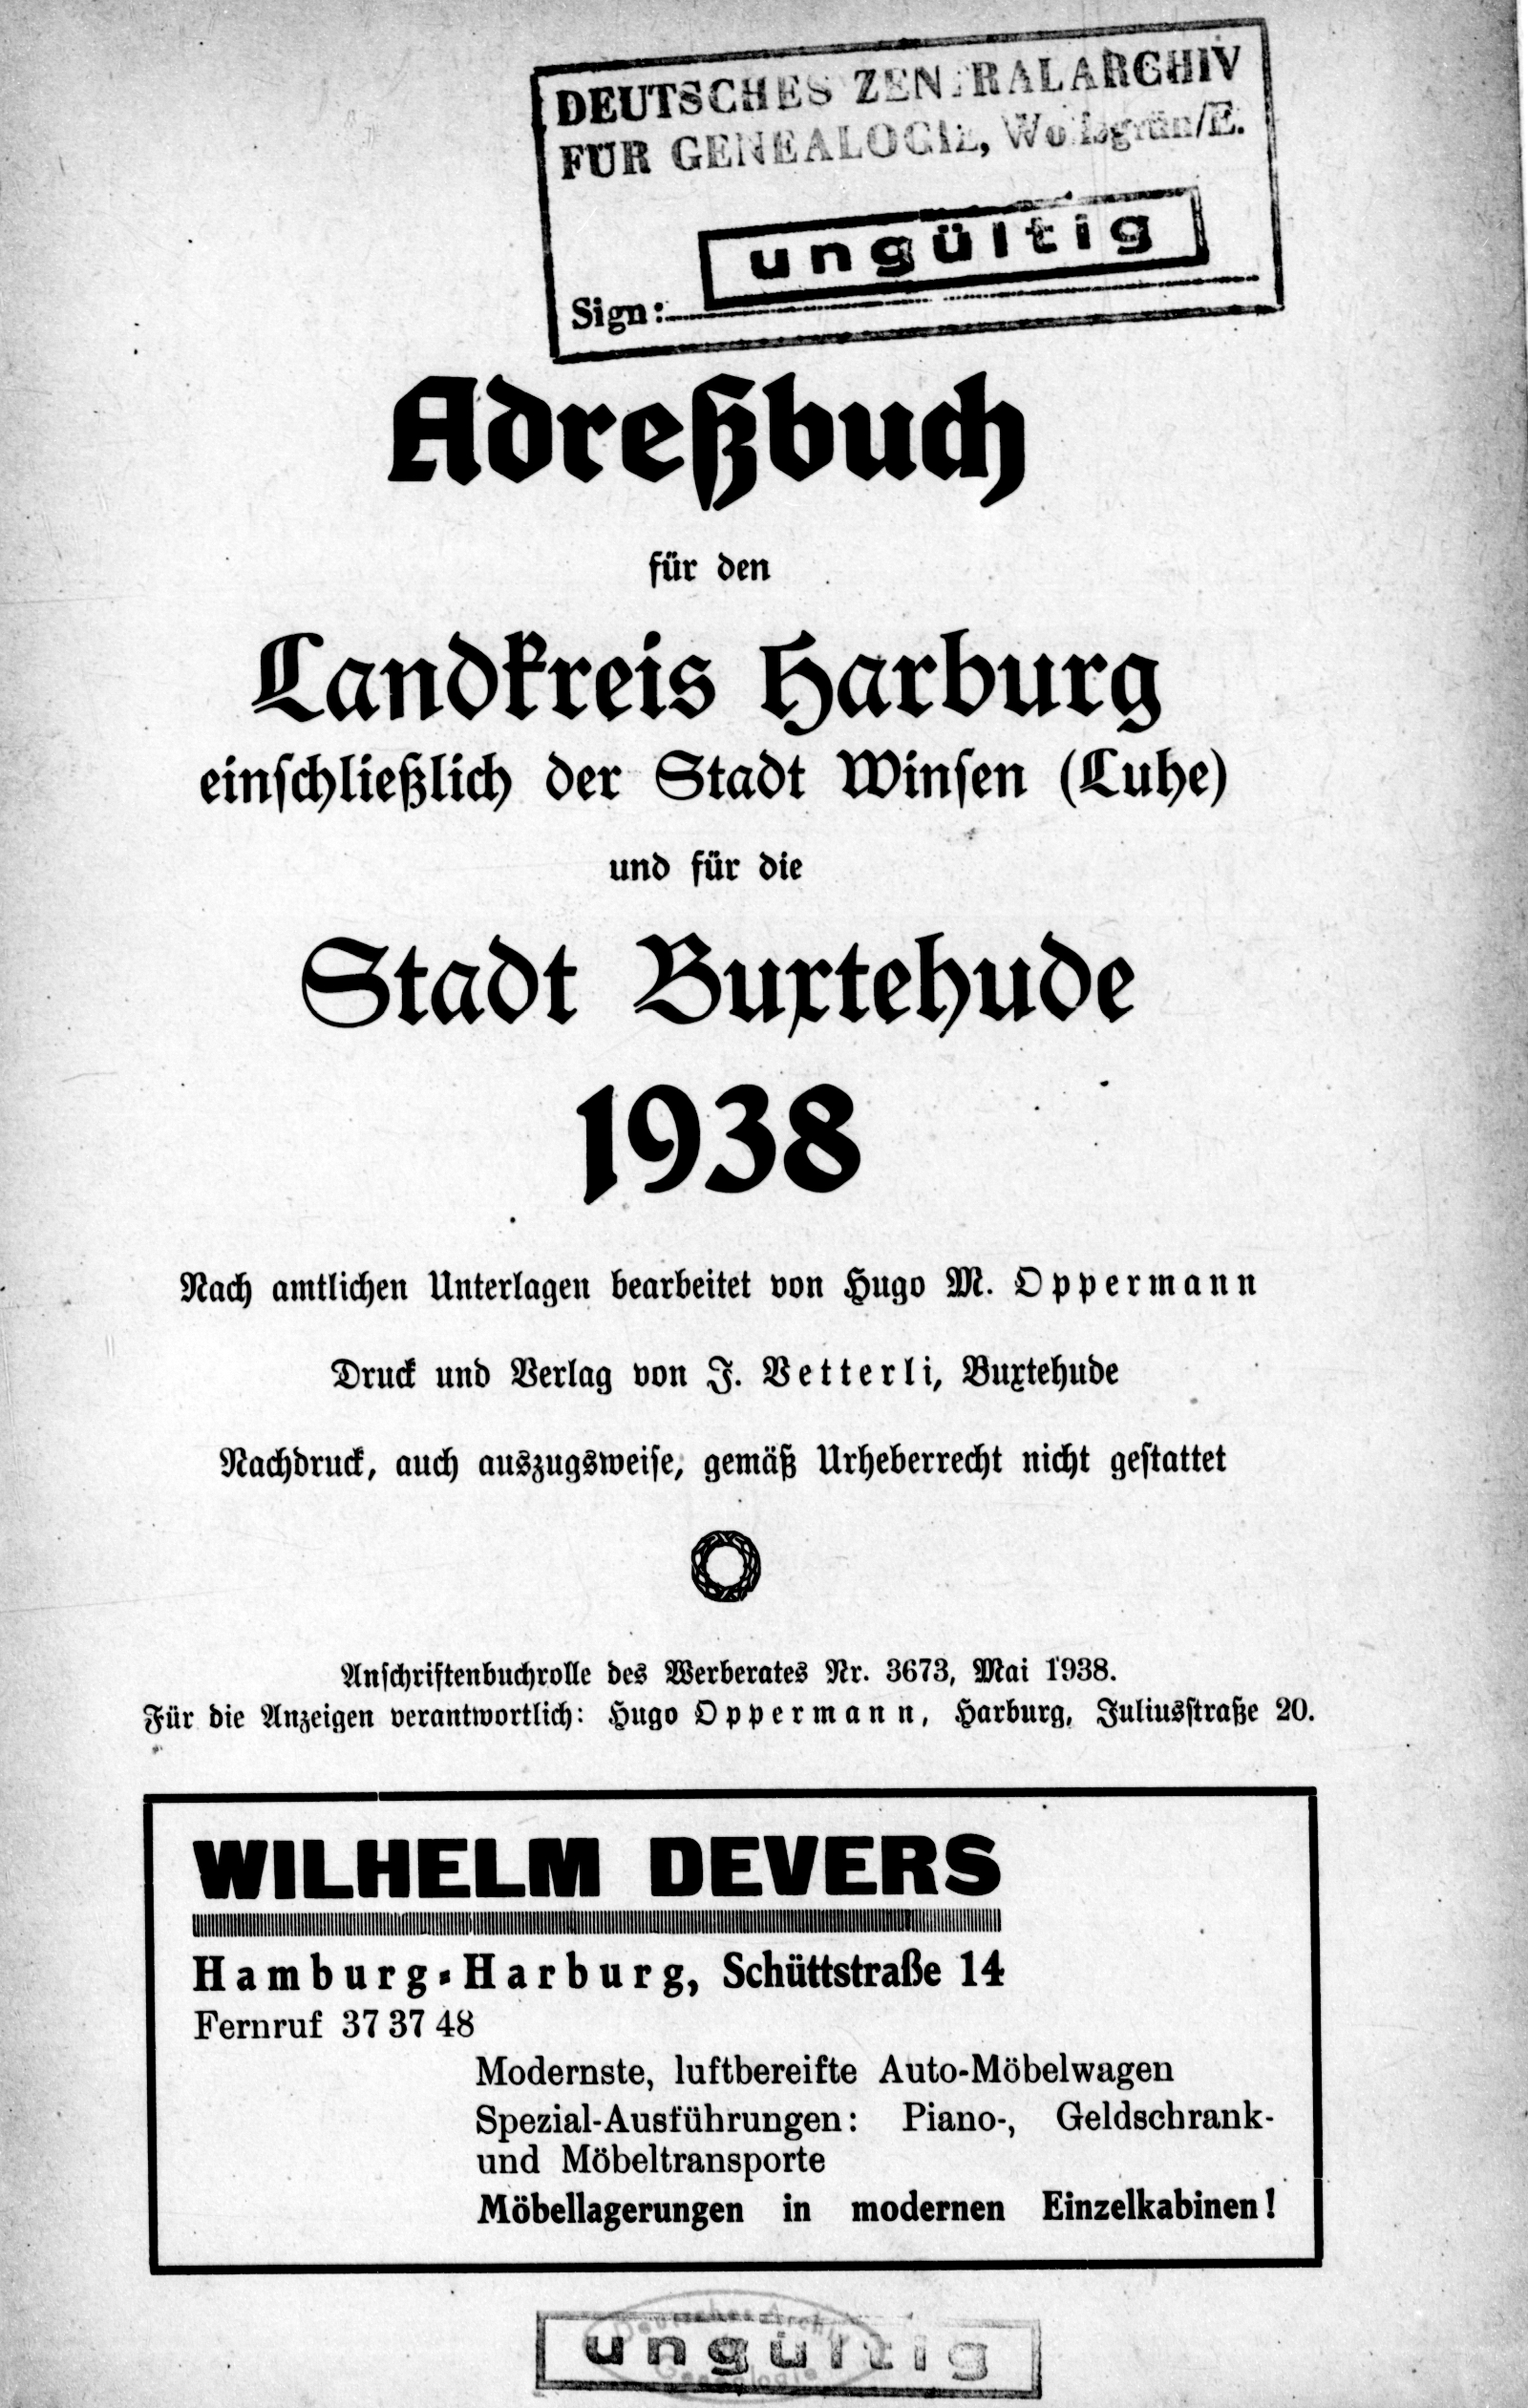 DEUTSCHES ZENTRALARCHIV
FÜR GENEALOGIE, Wolfsgrün/E.
ungültig
Sign:
Adreßbuch
für den
Landkreis Harburg
einschließlich der Stadt Winsen (Luhe)
und für die
Stadt Buxtehude
1938
Nach amtlichen Unterlagen bearbeitet von Hugo M. Oppermann
Druck und Verlag von J. Vetterli, Buxtehude
Nachdruck, auch auszugsweise, gemäß Urheberrecht nicht gestattet
Anschriftenbuchrolle des Werberates Nr. 3673, Mai 1938.
Für die Anzeigen verantwortlich: Hugo Oppermann, Harburg, Juliusstraße 20.
WILHELM DEVERS
Hamburg-Harburg, Schüttstraße 14
Fernruf 37 37 48
Modernste, luftbereifte Auto-Möbelwagen
Spezial-Ausführungen: Piano-, Geldschrank-
und Möbeltransporte
Möbellagerungen in modernen Einzelkabinen!
Deutsches Archiv
ungültig
Genealogie